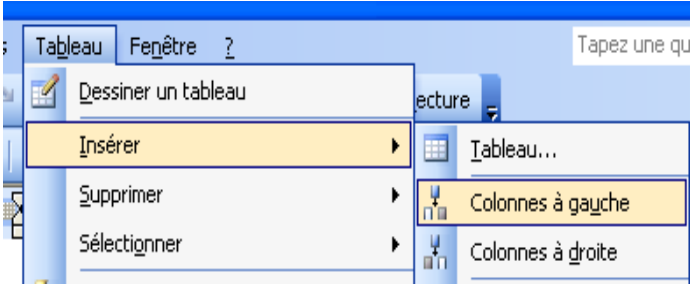 Tableau Fenêtre ? Tapez une qu
Dessiner un tableau
ecture
Insérer
Tableau...
Supprimer
Colonnes à gauche
Sélectionner
Colonnes à droite